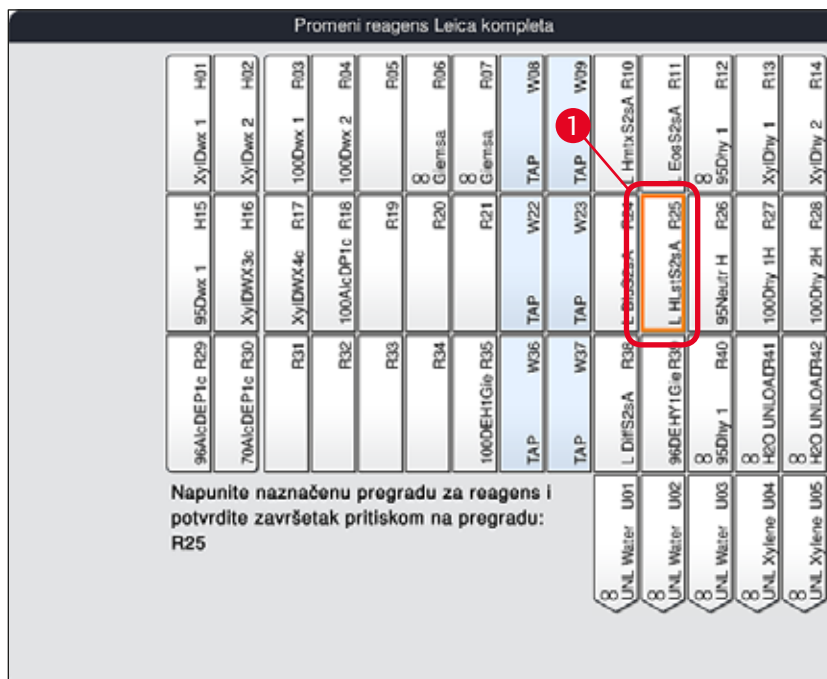 Promeni reagens Leica kompleta
XylDwx 1 H01
XylDwx 2 H02
100Dwx 1 R03
100Dwx 2 R04
R05
∞ Giemsa R06
∞ Giemsa R07
TAP W08
TAP W09
L HmtxS2sA R10
L EosS2sA R11
∞ 95Dhy 1 R12
XylDhy 1 R13
XylDhy 2 R14
1
95Dwx 1 H15
XylDWX3c H16
XylDWX4c R17
100AlcDP1c R18
R19
R20
R21
TAP W22
TAP W23
L R24
L HLstS2sA R25
95Neutr H R26
100Dhy 1H R27
100Dhy 2H R28
96AlcDEP1c R29
70AlcDEP1c R30
R31
R32
R33
R34
100DEH1Gie R35
TAP W36
TAP W37
L DiffS2sA R38
96DEHY1Gie R39
∞ 95Dhy 1 R40
∞ H2O UNLOAD R41
∞ H2O UNLOAD R42
Napunite naznačenu pregradu za reagens i
potvrdite završetak pritiskom na pregradu:
R25
∞ UNL Water U01
∞ UNL Water U02
∞ UNL Water U03
∞ UNL Xylene U04
∞ UNL Xylene U05